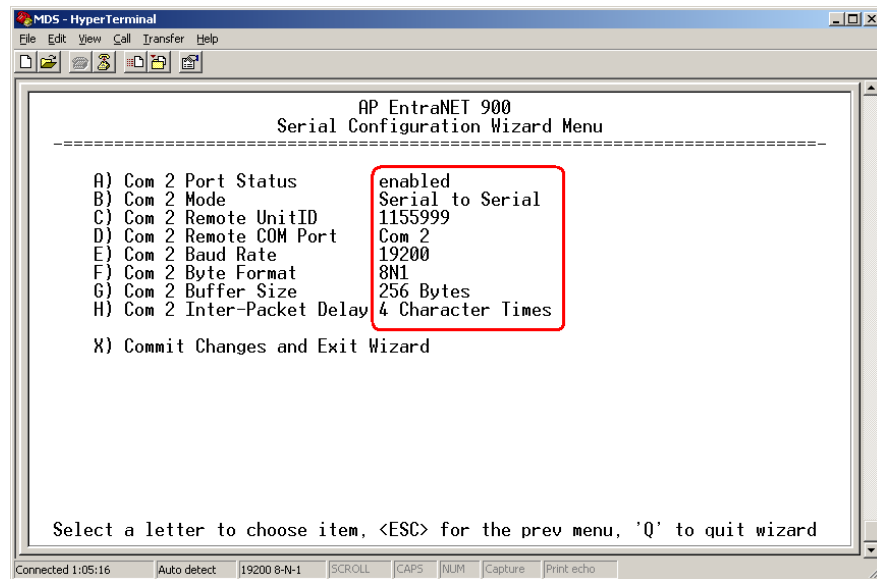 MDS - HyperTerminal
File Edit View Call Transfer Help
AP EntraNET 900
Serial Configuration Wizard Menu
-==========================================================================-
A) Com 2 Port Status enabled
B) Com 2 Mode Serial to Serial
C) Com 2 Remote UnitID 1155999
D) Com 2 Remote COM Port Com 2
E) Com 2 Baud Rate 19200
F) Com 2 Byte Format 8N1
G) Com 2 Buffer Size 256 Bytes
H) Com 2 Inter-Packet Delay 4 Character Times
X) Commit Changes and Exit Wizard
Select a letter to choose item, <ESC> for the prev menu, 'Q' to quit wizard
Connected 1:05:16 Auto detect 19200 8-N-1 SCROLL CAPS NUM Capture Print echo